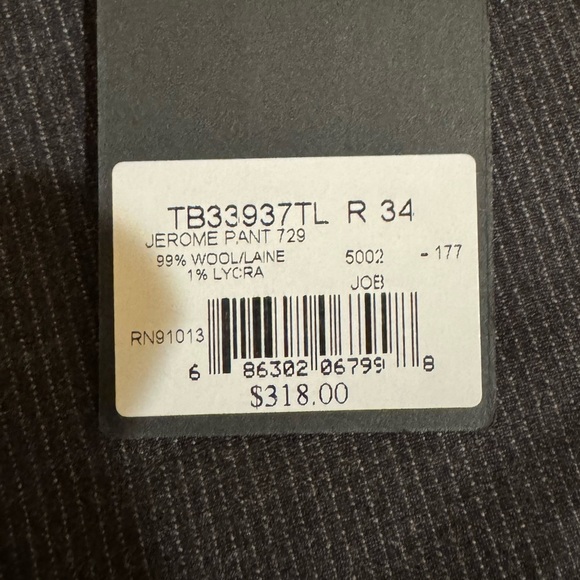 TB33937TL R 34
JEROME PANT 729
99% WOOL/LAINE 5002 - 177
1% LYCRA JOB
RN91013
6 86302 06799 8
$318.00